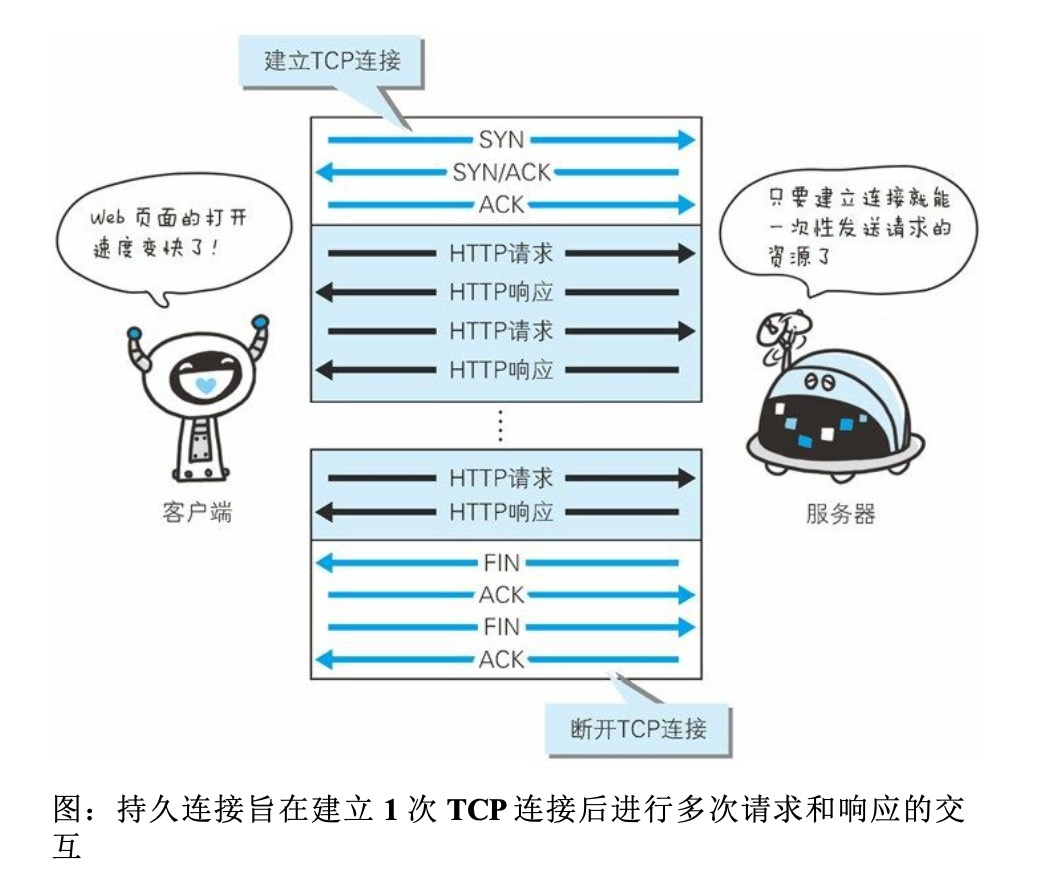 建立TCP连接
SYN
SYN/ACK
ACK
Web 页面的打开
速度变快了!
只要建立连接就能
一次性发送请求的
资源了
HTTP请求
HTTP响应
HTTP请求
HTTP响应
HTTP请求
HTTP响应
客户端
服务器
FIN
ACK
FIN
ACK
断开TCP连接
图:持久连接旨在建立 1 次 TCP 连接后进行多次请求和响应的交
互